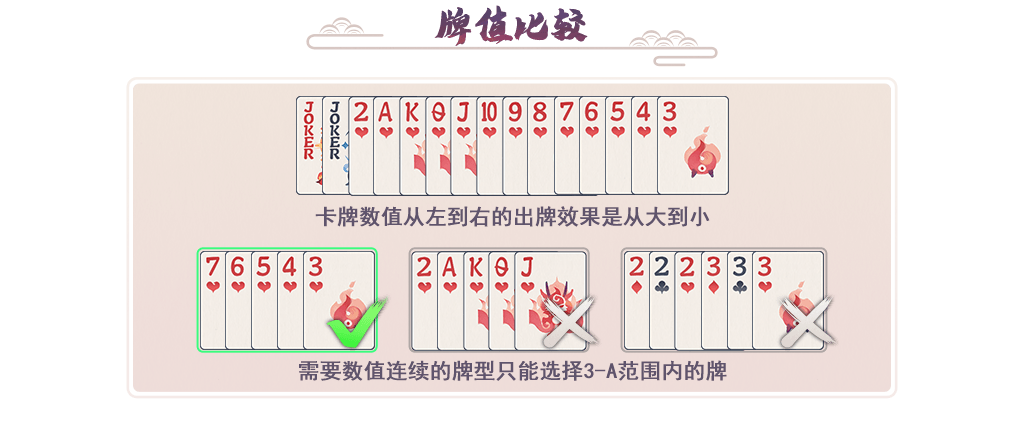 牌值比较
JOKER JOKER 2 A K Q J 10 9 8 7 6 5 4 3
卡牌数值从左到右的出牌效果是从大到小
7 6 5 4 3
2 A K Q J
2 2 2 3 3 3
需要数值连续的牌型只能选择3-A范围内的牌